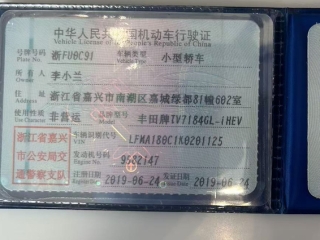 中华人民共和国机动车行驶证
Vehicle License of the People's Republic of China
号牌号码 浙FU0C91 车辆类型 小型轿车
Plate No. Vehicle Type
所有人 李小兰
Owner
住址 浙江省嘉兴市南湖区嘉城绿都81幢602室
Address
使用性质 非营运 品牌型号 丰田牌TV7184GL-iHEV
Use Character Model
浙江省嘉兴
市公安局交
通警察支队
车辆识别代号 LFMA180C1K0201125
VIN
发动机号码 9582147
Engine No.
注册日期 2019-06-24 发证日期 2019-06-24
Register Date Issue Date